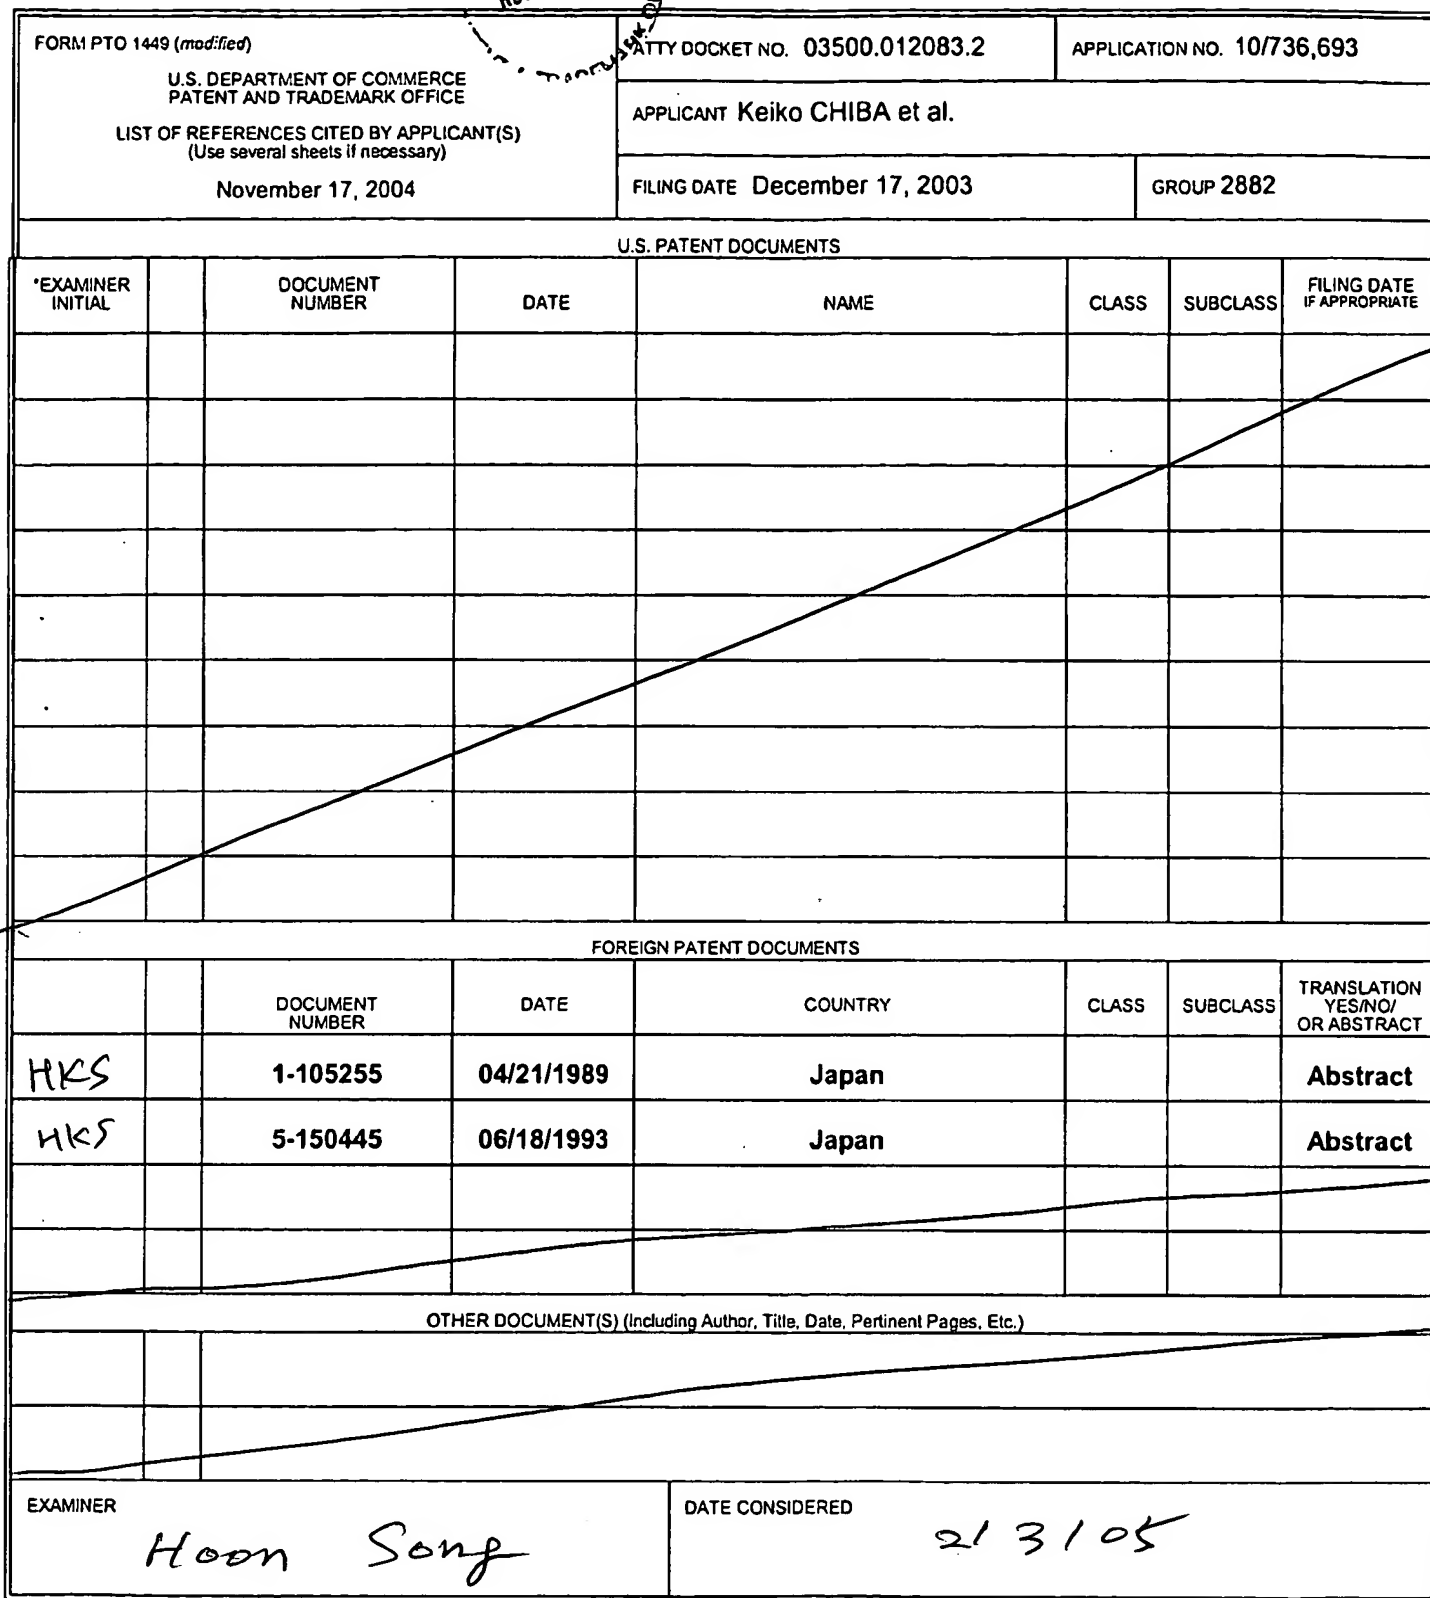 FORM PTO 1449 (modified)
U.S. DEPARTMENT OF COMMERCE
PATENT AND TRADEMARK OFFICE
LIST OF REFERENCES CITED BY APPLICANT(S)
(Use several sheets if necessary)
November 17, 2004
ATTY DOCKET NO. 03500.012083.2
APPLICATION NO. 10/736,693
APPLICANT Keiko CHIBA et al.
FILING DATE December 17, 2003
GROUP 2882
U.S. PATENT DOCUMENTS
*EXAMINER INITIAL DOCUMENT NUMBER DATE NAME CLASS SUBCLASS FILING DATE IF APPROPRIATE
FOREIGN PATENT DOCUMENTS
DOCUMENT NUMBER DATE COUNTRY CLASS SUBCLASS TRANSLATION YES/NO/ OR ABSTRACT
HKS 1-105255 04/21/1989 Japan Abstract
HKS 5-150445 06/18/1993 Japan Abstract
OTHER DOCUMENT(S) (Including Author, Title, Date, Pertinent Pages, Etc.)
EXAMINER
Hoon Song
DATE CONSIDERED
2/3/05